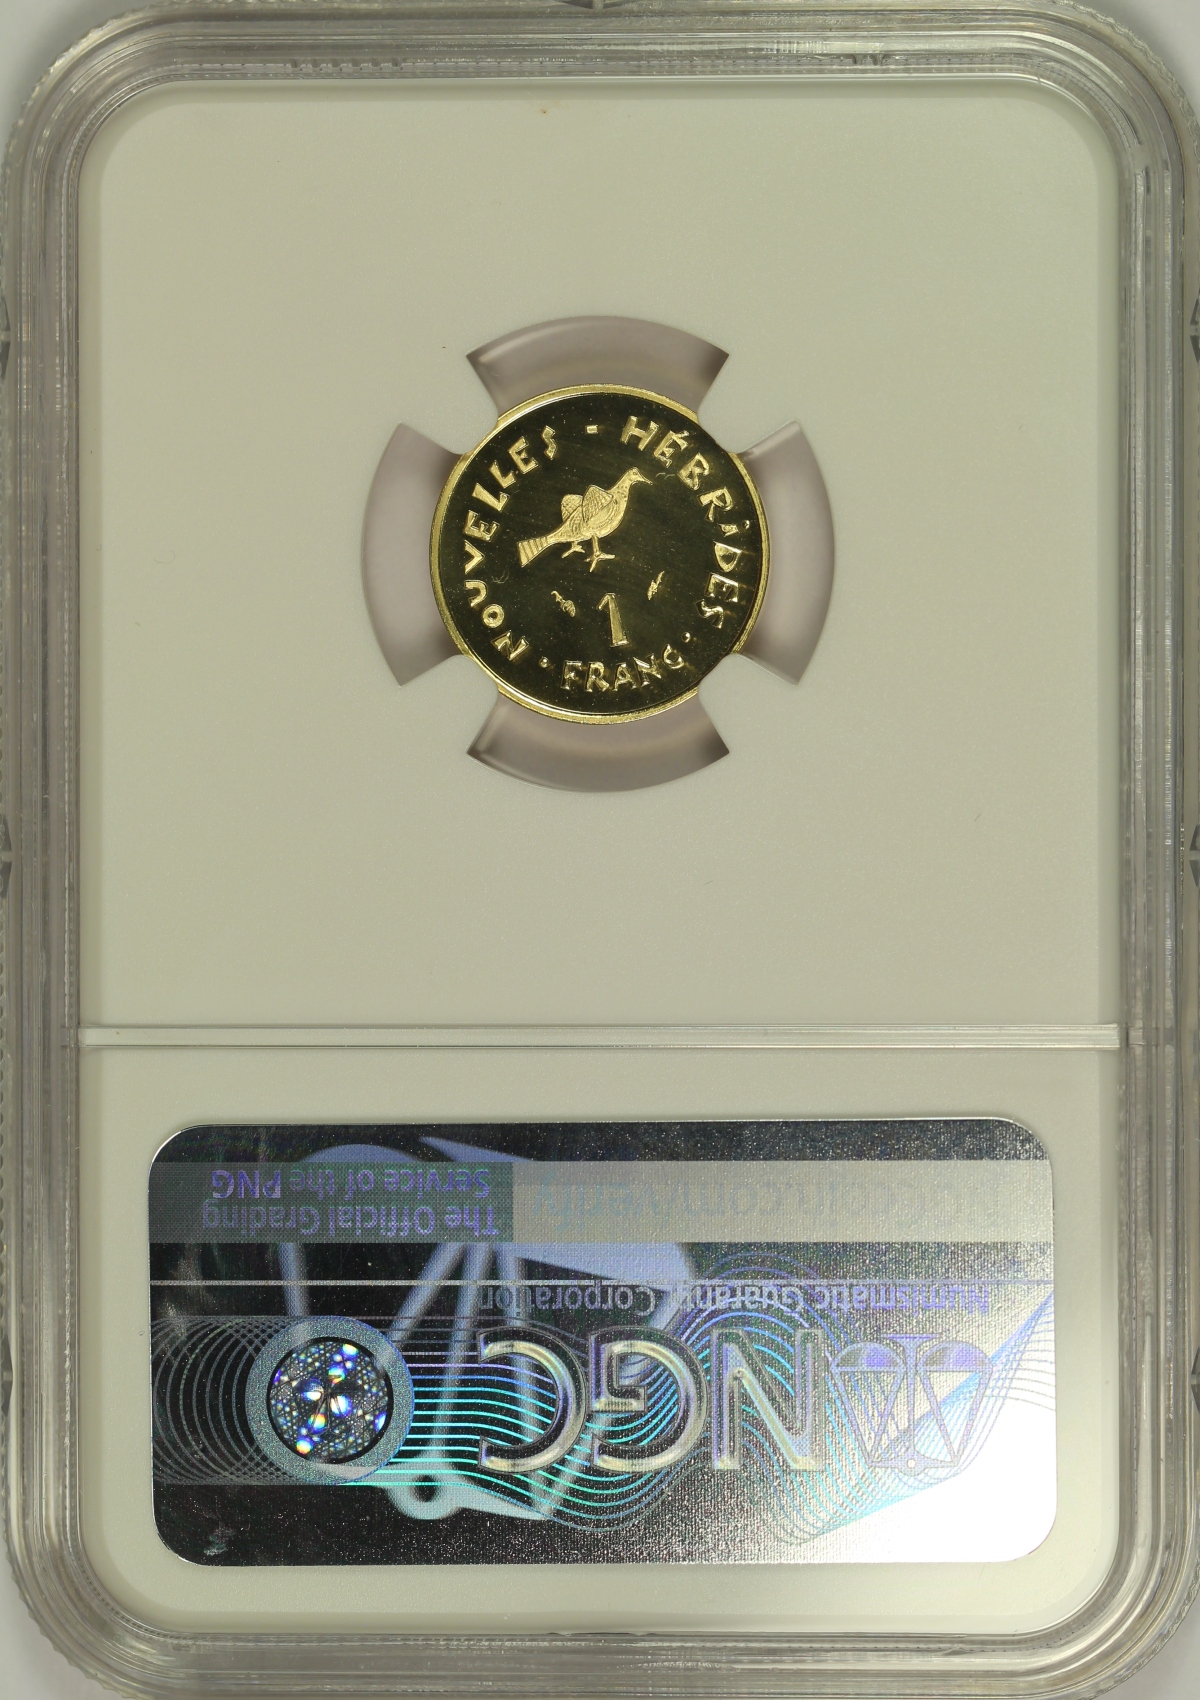 NOUVELLES - HÉBRIDES
1
· FRANC ·
The Official Grading
Service of the PNG
Numismatic Guaranty Corporation
NGC